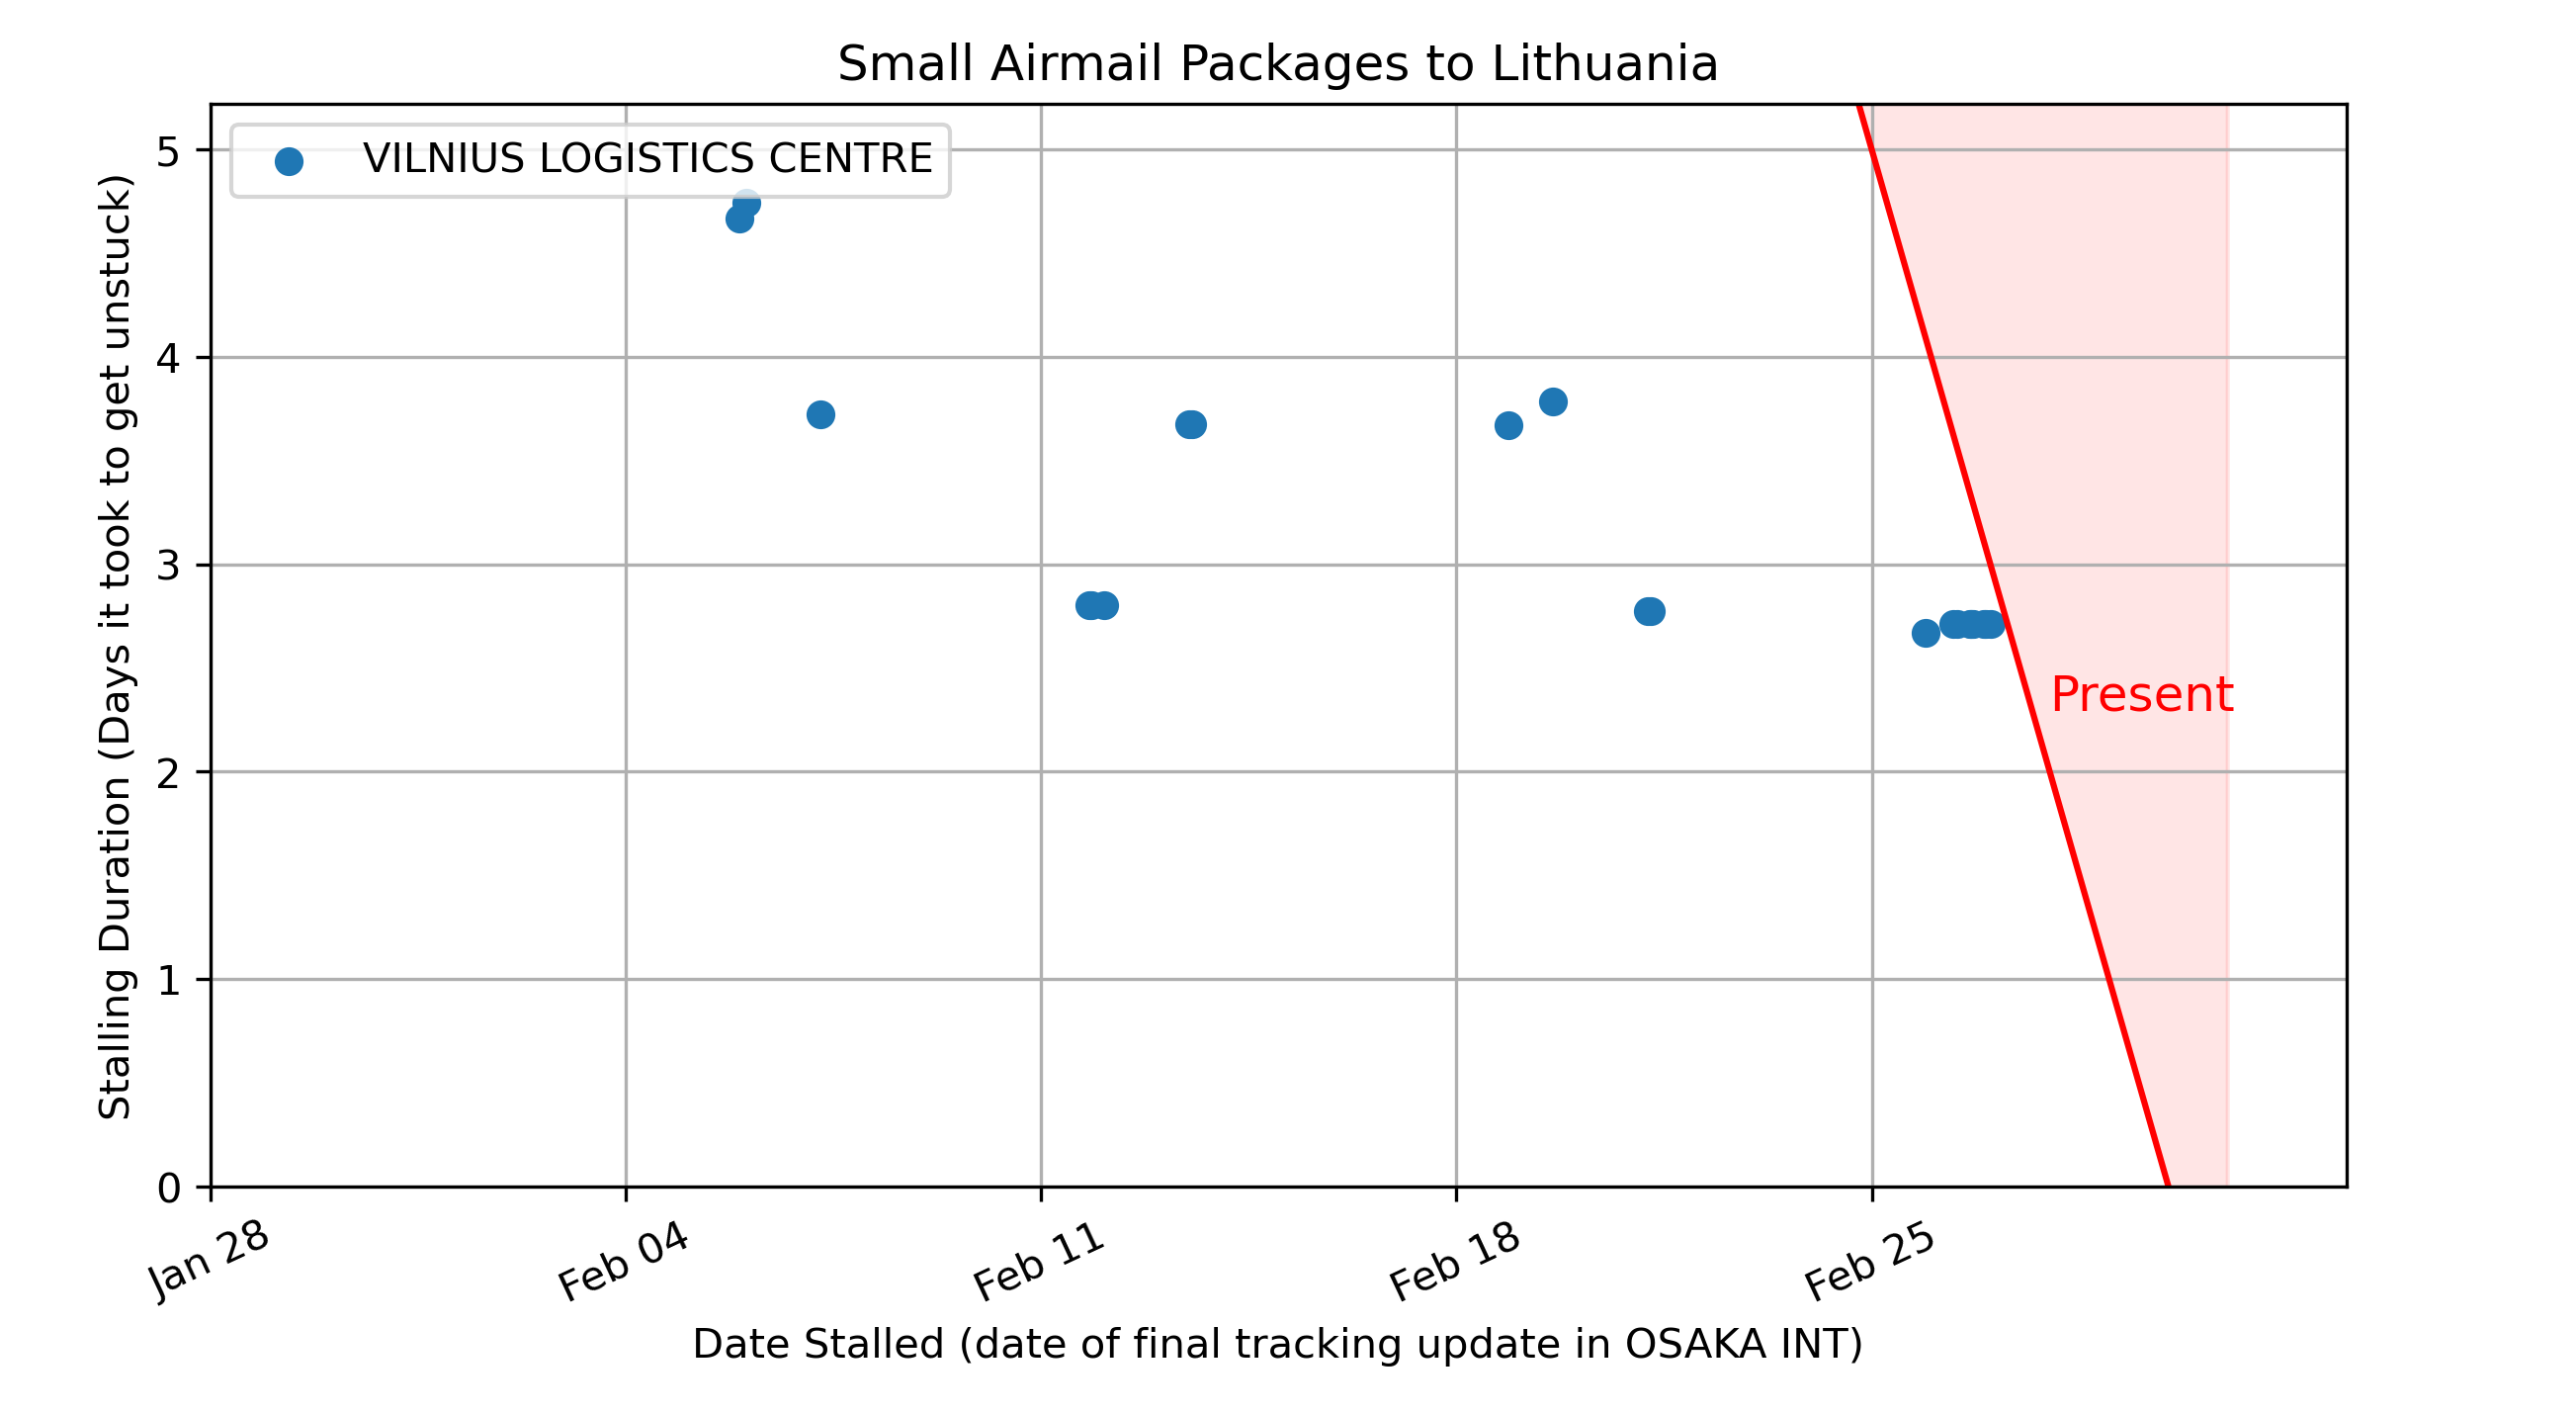 Small Airmail Packages to Lithuania
VILNIUS LOGISTICS CENTRE
Stalling Duration (Days it took to get unstuck)
5
4
3
2
1
0
Present
Jan 28
Feb 04
Feb 11
Feb 18
Feb 25
Date Stalled (date of final tracking update in OSAKA INT)